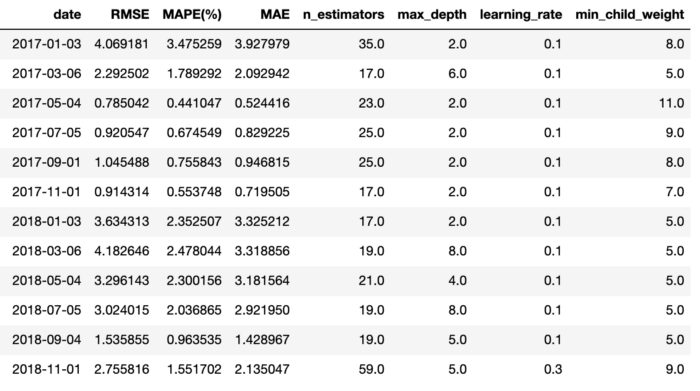 date RMSE MAPE(%) MAE n_estimators max_depth learning_rate min_child_weight
2017-01-03 4.069181 3.475259 3.927979 35.0 2.0 0.1 8.0
2017-03-06 2.292502 1.789292 2.092942 17.0 6.0 0.1 5.0
2017-05-04 0.785042 0.441047 0.524416 23.0 2.0 0.1 11.0
2017-07-05 0.920547 0.674549 0.829225 25.0 2.0 0.1 9.0
2017-09-01 1.045488 0.755843 0.946815 25.0 2.0 0.1 8.0
2017-11-01 0.914314 0.553748 0.719505 17.0 2.0 0.1 7.0
2018-01-03 3.634313 2.352507 3.325212 17.0 2.0 0.1 5.0
2018-03-06 4.182646 2.478044 3.318856 19.0 8.0 0.1 5.0
2018-05-04 3.296143 2.300156 3.181564 21.0 4.0 0.1 5.0
2018-07-05 3.024015 2.036865 2.921950 19.0 8.0 0.1 5.0
2018-09-04 1.535855 0.963535 1.428967 19.0 5.0 0.1 5.0
2018-11-01 2.755816 1.551702 2.135047 59.0 5.0 0.3 9.0